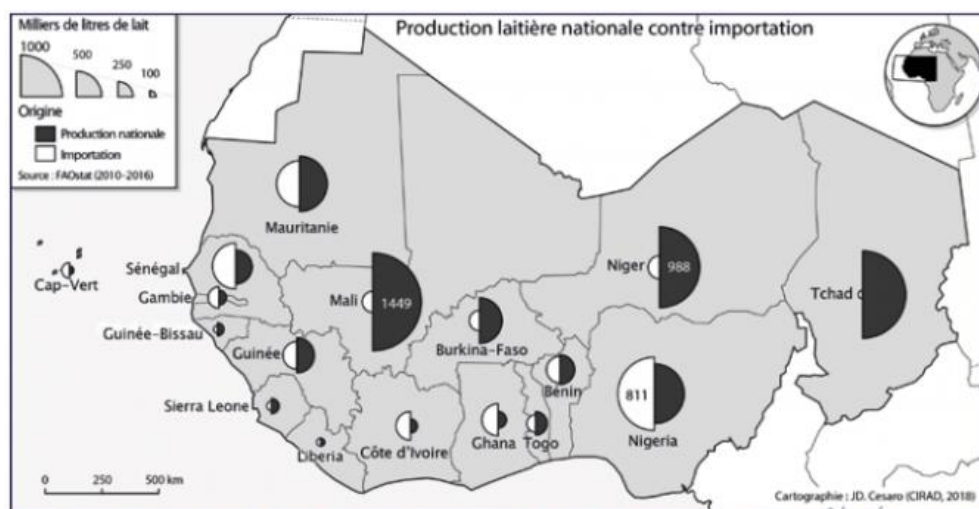 Production laitière nationale contre importation
Milliers de litres de lait
1000
500
250
100
Origine
Production nationale
Importation
Source : FAOstat (2010-2016)
Mauritanie
Cap-Vert
Sénégal
Gambie
Guinée-Bissau
Guinée
Sierra Leone
Liberia
Mali
1449
Burkina-Faso
Côte d'Ivoire
Ghana
Togo
Bénin
Niger
988
Nigeria
811
Tchad
0 250 500 km
Cartographie : JD. Cesaro (CIRAD, 2018)